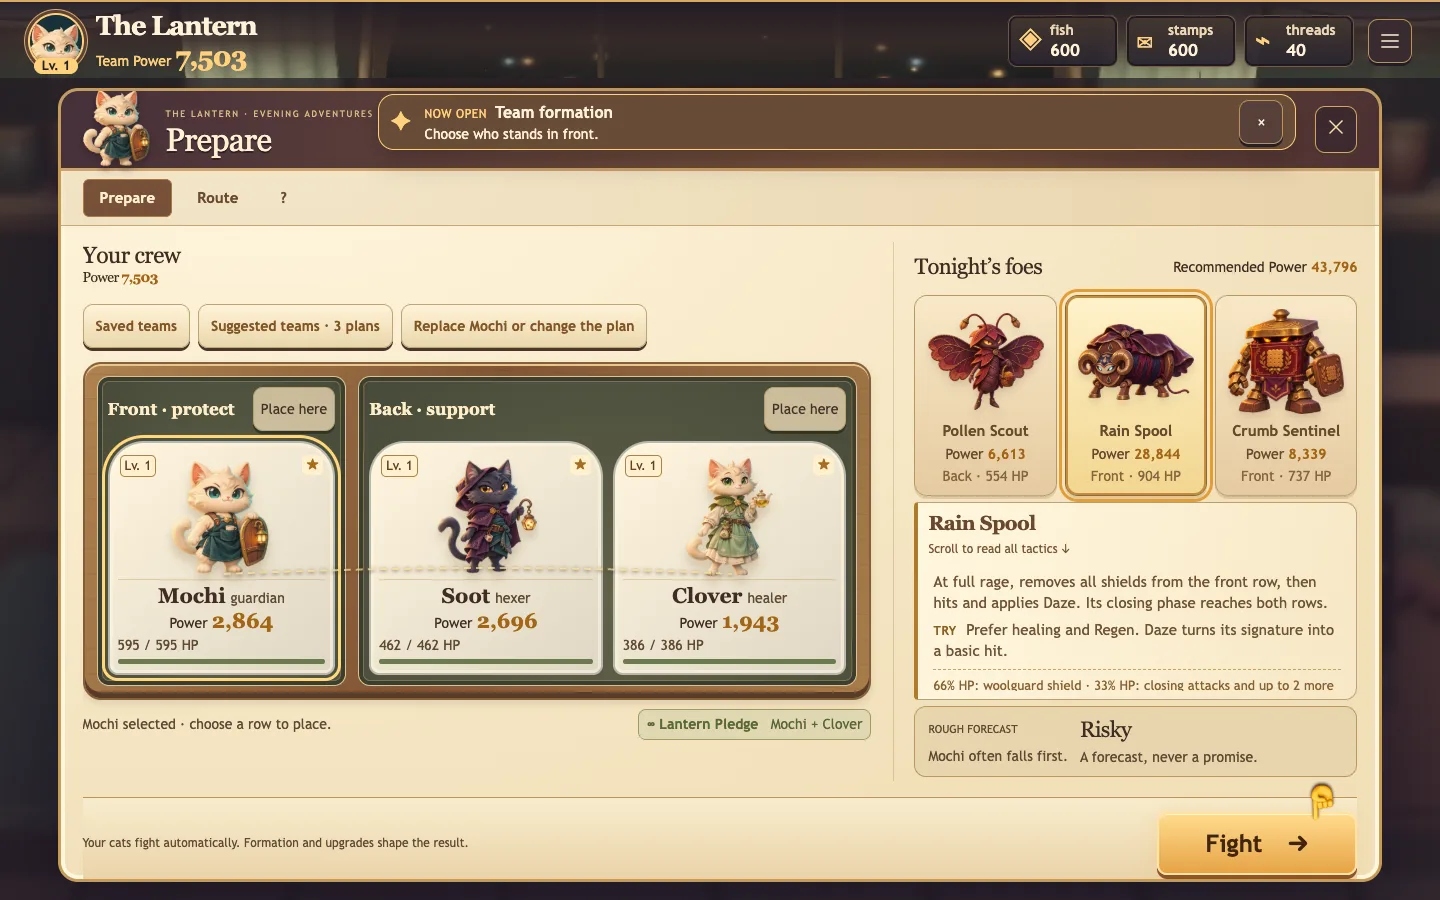 The Lantern
Team Power 7,503
Lv. 1
fish
600
stamps
600
threads
40
THE LANTERN · EVENING ADVENTURES
Prepare
NOW OPEN Team formation
Choose who stands in front.
×
Prepare
Route
?
Your crew
Power 7,503
Saved teams
Suggested teams · 3 plans
Replace Mochi or change the plan
Front · protect
Place here
Back · support
Place here
Lv. 1
Mochi guardian
Power 2,864
595 / 595 HP
Lv. 1
Soot hexer
Power 2,696
462 / 462 HP
Lv. 1
Clover healer
Power 1,943
386 / 386 HP
Mochi selected · choose a row to place.
Lantern Pledge Mochi + Clover
Tonight's foes
Recommended Power 43,796
Pollen Scout
Power 6,613
Back · 554 HP
Rain Spool
Power 28,844
Front · 904 HP
Crumb Sentinel
Power 8,339
Front · 737 HP
Rain Spool
Scroll to read all tactics ↓
At full rage, removes all shields from the front row, then
hits and applies Daze. Its closing phase reaches both rows.
TRY Prefer healing and Regen. Daze turns its signature into
a basic hit.
66% HP: woolguard shield · 33% HP: closing attacks and up to 2 more
ROUGH FORECAST
Risky
Mochi often falls first.
A forecast, never a promise.
Your cats fight automatically. Formation and upgrades shape the result.
Fight →